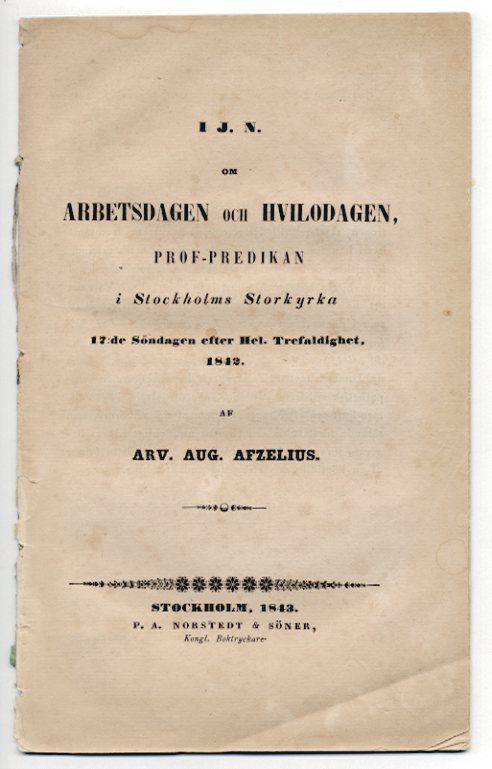 I J. N.
OM
ARBETSDAGEN OCH HVILODAGEN,
PROF-PREDIKAN
i Stockholms Storkyrka
17:de Söndagen efter Hel. Trefaldighet,
1842.
AF
ARV. AUG. AFZELIUS.
STOCKHOLM, 1843.
P. A. NORSTEDT & SÖNER,
Kongl. Boktryckare